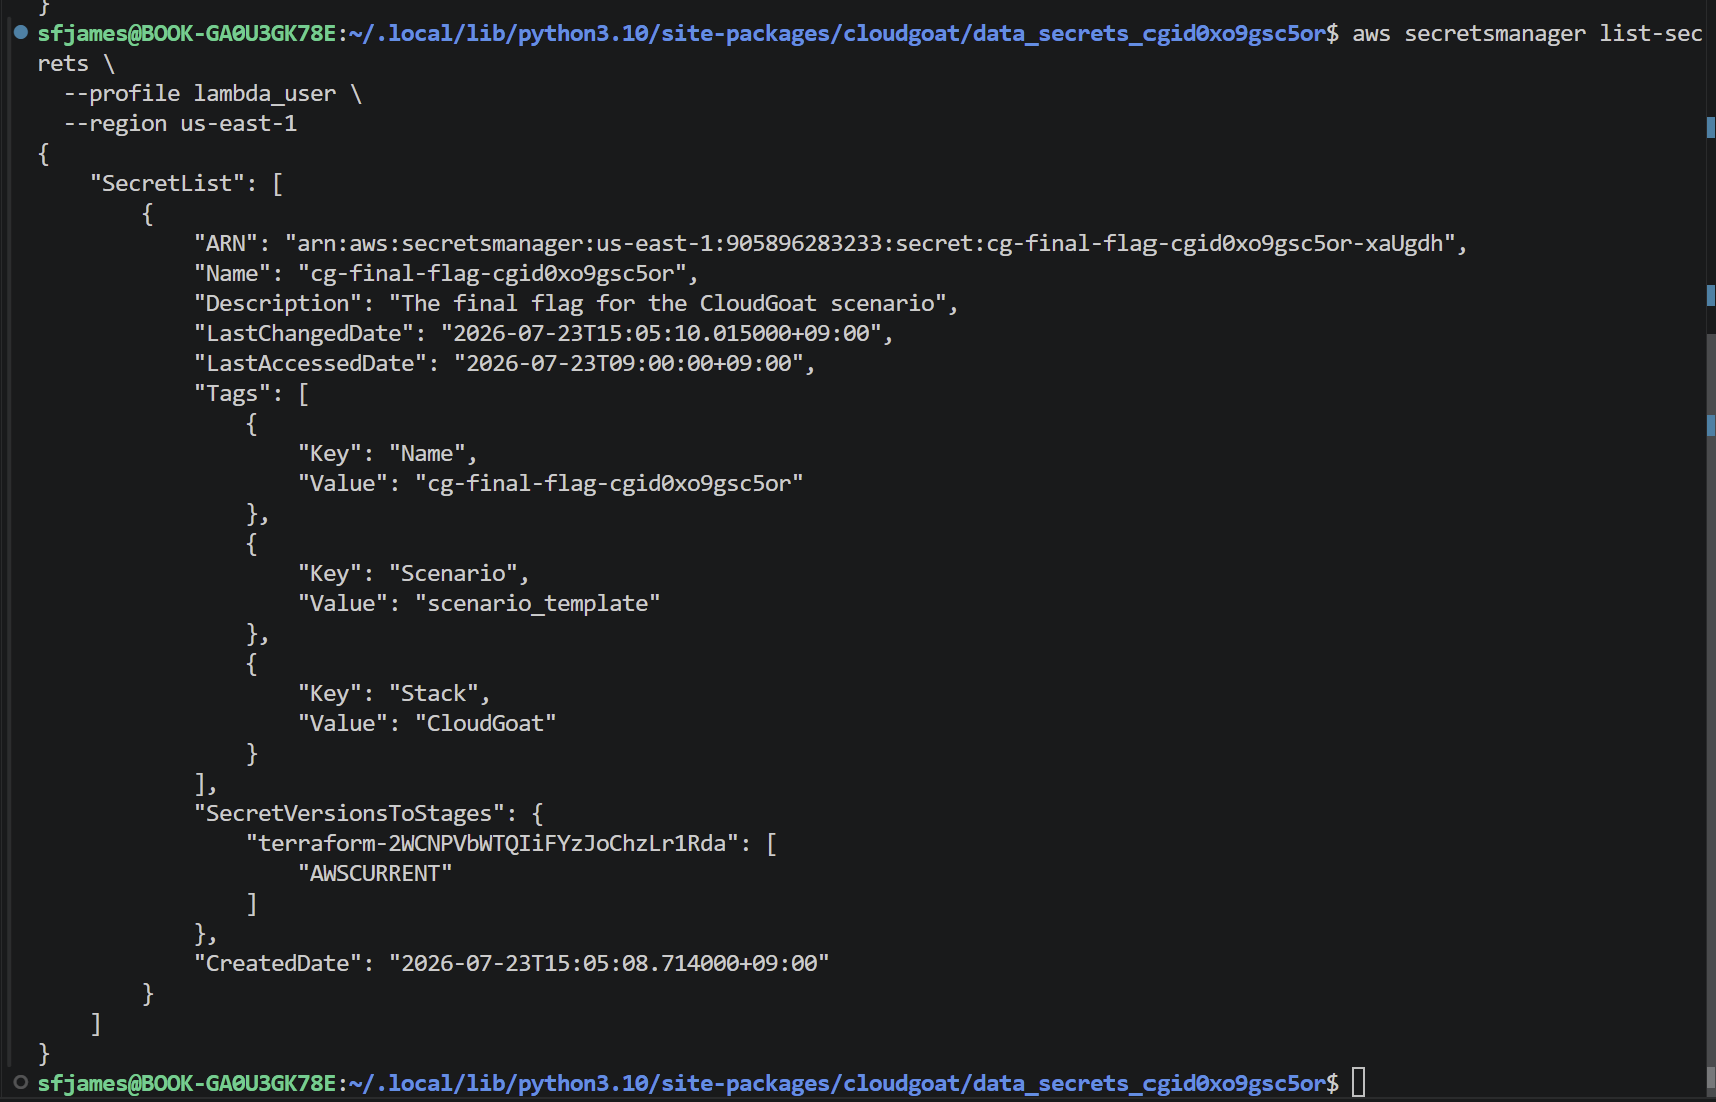 }
sfjames@BOOK-GA0U3GK78E:~/.local/lib/python3.10/site-packages/cloudgoat/data_secrets_cgid0xo9gsc5or$ aws secretsmanager list-sec
rets \
  --profile lambda_user \
  --region us-east-1
{
    "SecretList": [
        {
            "ARN": "arn:aws:secretsmanager:us-east-1:905896283233:secret:cg-final-flag-cgid0xo9gsc5or-xaUgdh",
            "Name": "cg-final-flag-cgid0xo9gsc5or",
            "Description": "The final flag for the CloudGoat scenario",
            "LastChangedDate": "2026-07-23T15:05:10.015000+09:00",
            "LastAccessedDate": "2026-07-23T09:00:00+09:00",
            "Tags": [
                {
                    "Key": "Name",
                    "Value": "cg-final-flag-cgid0xo9gsc5or"
                },
                {
                    "Key": "Scenario",
                    "Value": "scenario_template"
                },
                {
                    "Key": "Stack",
                    "Value": "CloudGoat"
                }
            ],
            "SecretVersionsToStages": {
                "terraform-2WCNPVbWTQIiFYzJoChzLr1Rda": [
                    "AWSCURRENT"
                ]
            },
            "CreatedDate": "2026-07-23T15:05:08.714000+09:00"
        }
    ]
}
sfjames@BOOK-GA0U3GK78E:~/.local/lib/python3.10/site-packages/cloudgoat/data_secrets_cgid0xo9gsc5or$